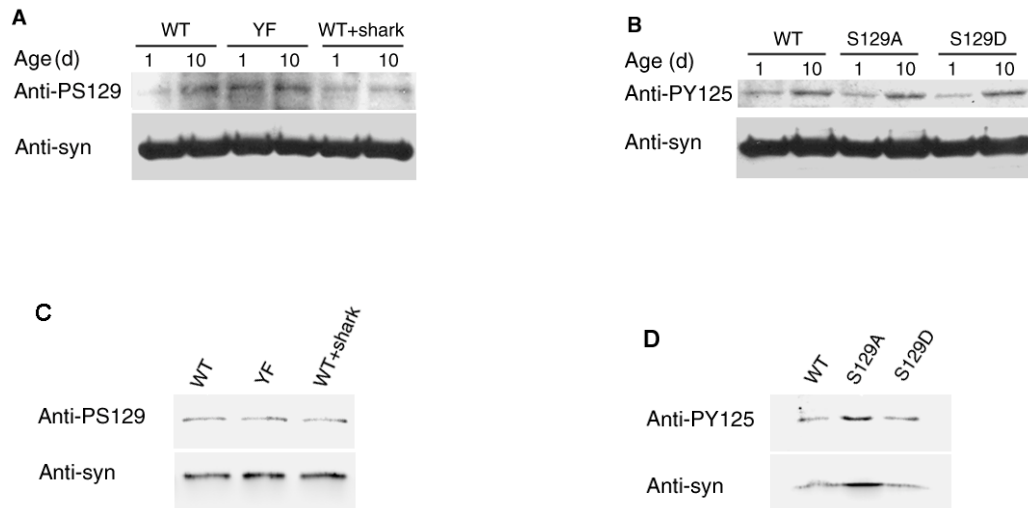 A
WT YF WT+shark
Age (d) 1 10 1 10 1 10
Anti-PS129
Anti-syn
B
WT S129A S129D
Age (d) 1 10 1 10 1 10
Anti-PY125
Anti-syn
C
WT YF WT+shark
Anti-PS129
Anti-syn
D
WT S129A S129D
Anti-PY125
Anti-syn